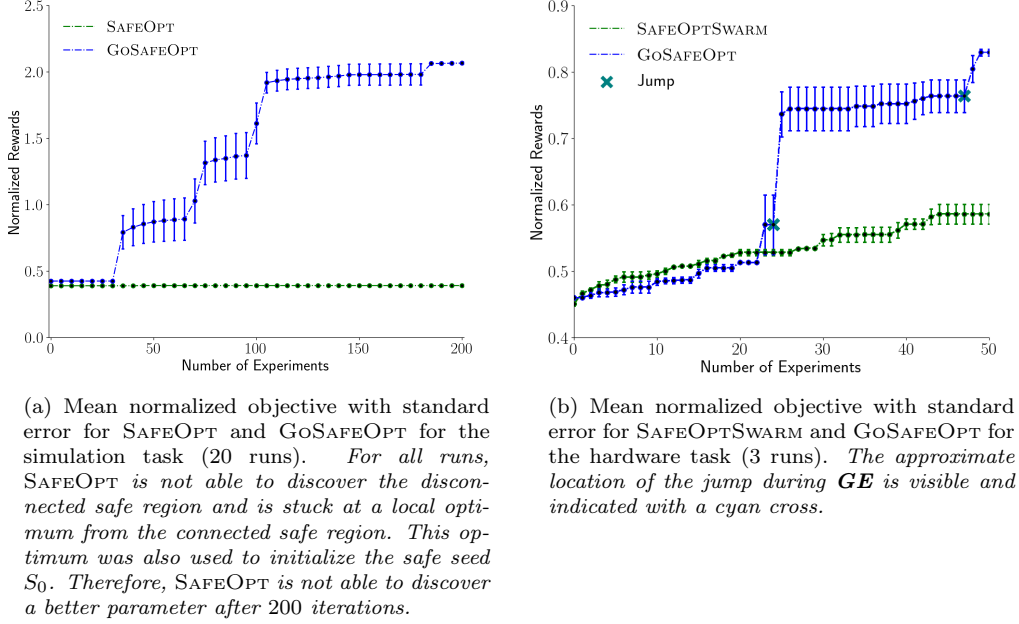 2.5
2.0
1.5
1.0
0.5
0.0
Normalized Rewards
SAFEOPT
GOSAFEOPT
0
50
100
150
200
Number of Experiments
0.9
0.8
0.7
0.6
0.5
0.4
Normalized Rewards
SAFEOPTSWARM
GOSAFEOPT
Jump
0
10
20
30
40
50
Number of Experiments
(a) Mean normalized objective with standard
error for SAFEOPT and GOSAFEOPT for the
simulation task (20 runs). For all runs,
SAFEOPT is not able to discover the discon-
nected safe region and is stuck at a local opti-
mum from the connected safe region. This op-
timum was also used to initialize the safe seed
S₀. Therefore, SAFEOPT is not able to discover
a better parameter after 200 iterations.
(b) Mean normalized objective with standard
error for SAFEOPTSWARM and GOSAFEOPT for
the hardware task (3 runs). The approximate
location of the jump during GE is visible and
indicated with a cyan cross.